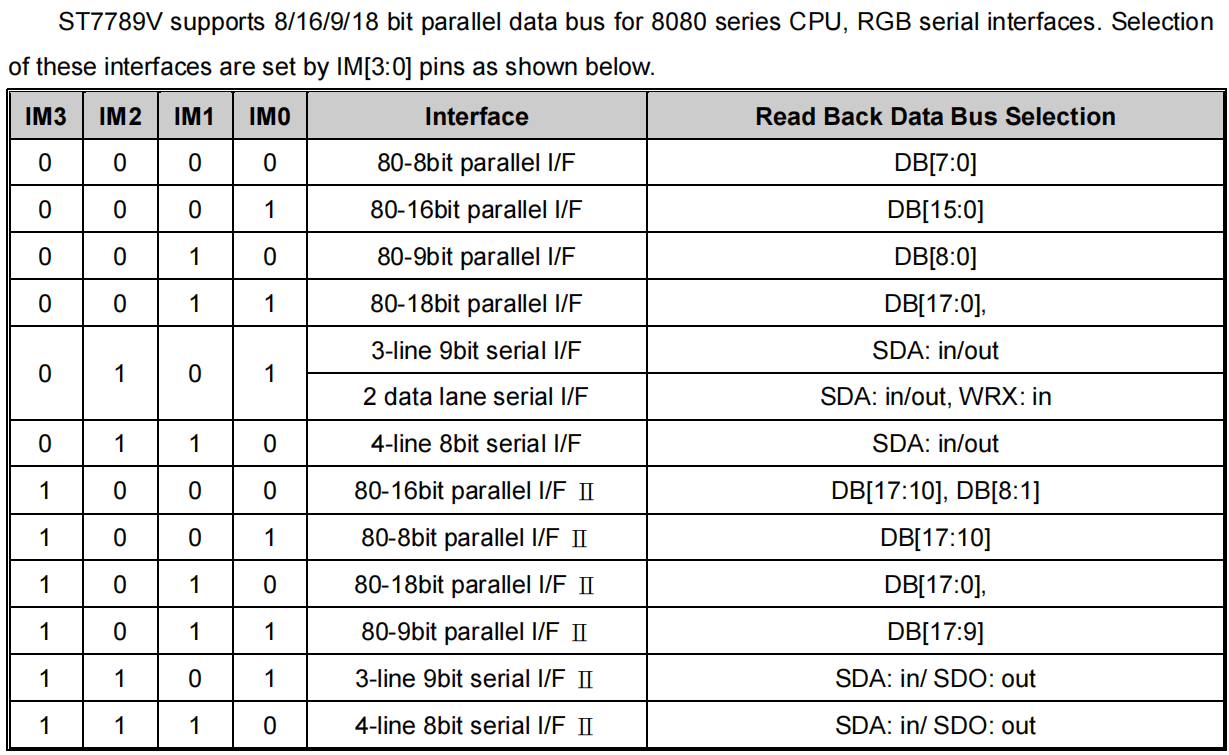 ST7789V supports 8/16/9/18 bit parallel data bus for 8080 series CPU, RGB serial interfaces. Selection
of these interfaces are set by IM[3:0] pins as shown below.
IM3 IM2 IM1 IM0 Interface Read Back Data Bus Selection
0 0 0 0 80-8bit parallel I/F DB[7:0]
0 0 0 1 80-16bit parallel I/F DB[15:0]
0 0 1 0 80-9bit parallel I/F DB[8:0]
0 0 1 1 80-18bit parallel I/F DB[17:0],
0 1 0 1 3-line 9bit serial I/F SDA: in/out
2 data lane serial I/F SDA: in/out, WRX: in
0 1 1 0 4-line 8bit serial I/F SDA: in/out
1 0 0 0 80-16bit parallel I/F Ⅱ DB[17:10], DB[8:1]
1 0 0 1 80-8bit parallel I/F Ⅱ DB[17:10]
1 0 1 0 80-18bit parallel I/F Ⅱ DB[17:0],
1 0 1 1 80-9bit parallel I/F Ⅱ DB[17:9]
1 1 0 1 3-line 9bit serial I/F Ⅱ SDA: in/ SDO: out
1 1 1 0 4-line 8bit serial I/F Ⅱ SDA: in/ SDO: out